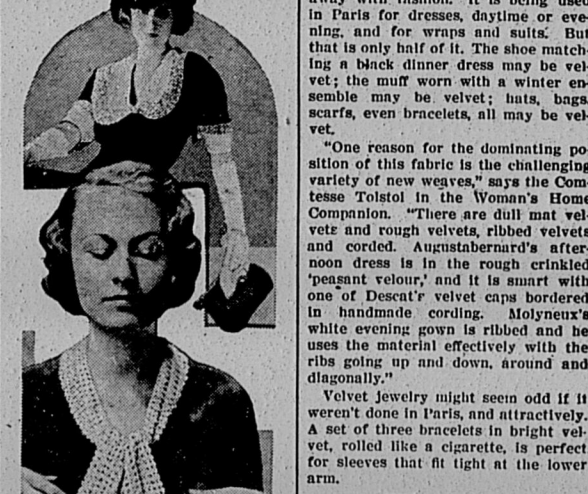 away with fashion. It is being used
in Paris for dresses, daytime or eve-
ning, and for wraps and suits. But
that is only half of it. The shoe match-
ing a black dinner dress may be vel-
vet; the muff worn with a winter en-
semble may be velvet; hats, bags,
scarfs, even bracelets, all may be vel-
vet.
"One reason for the dominating po-
sition of this fabric is the challenging
variety of new weaves," says the Com-
tesse Tolstoi in the Woman's Home
Companion. "There are dull mat vel-
vets and rough velvets, ribbed velvets
and corded. Augustabernard's after-
noon dress is in the rough crinkled
'peasant velour,' and it is smart with
one of Descat's velvet caps bordered
in handmade cording. Molyneux's
white evening gown is ribbed and he
uses the material effectively with the
ribs going up and down, around and
diagonally."
Velvet jewelry might seem odd if it
weren't done in Paris, and attractively.
A set of three bracelets in bright vel-
vet, rolled like a cigarette, is perfect
for sleeves that fit tight at the lower
arm.